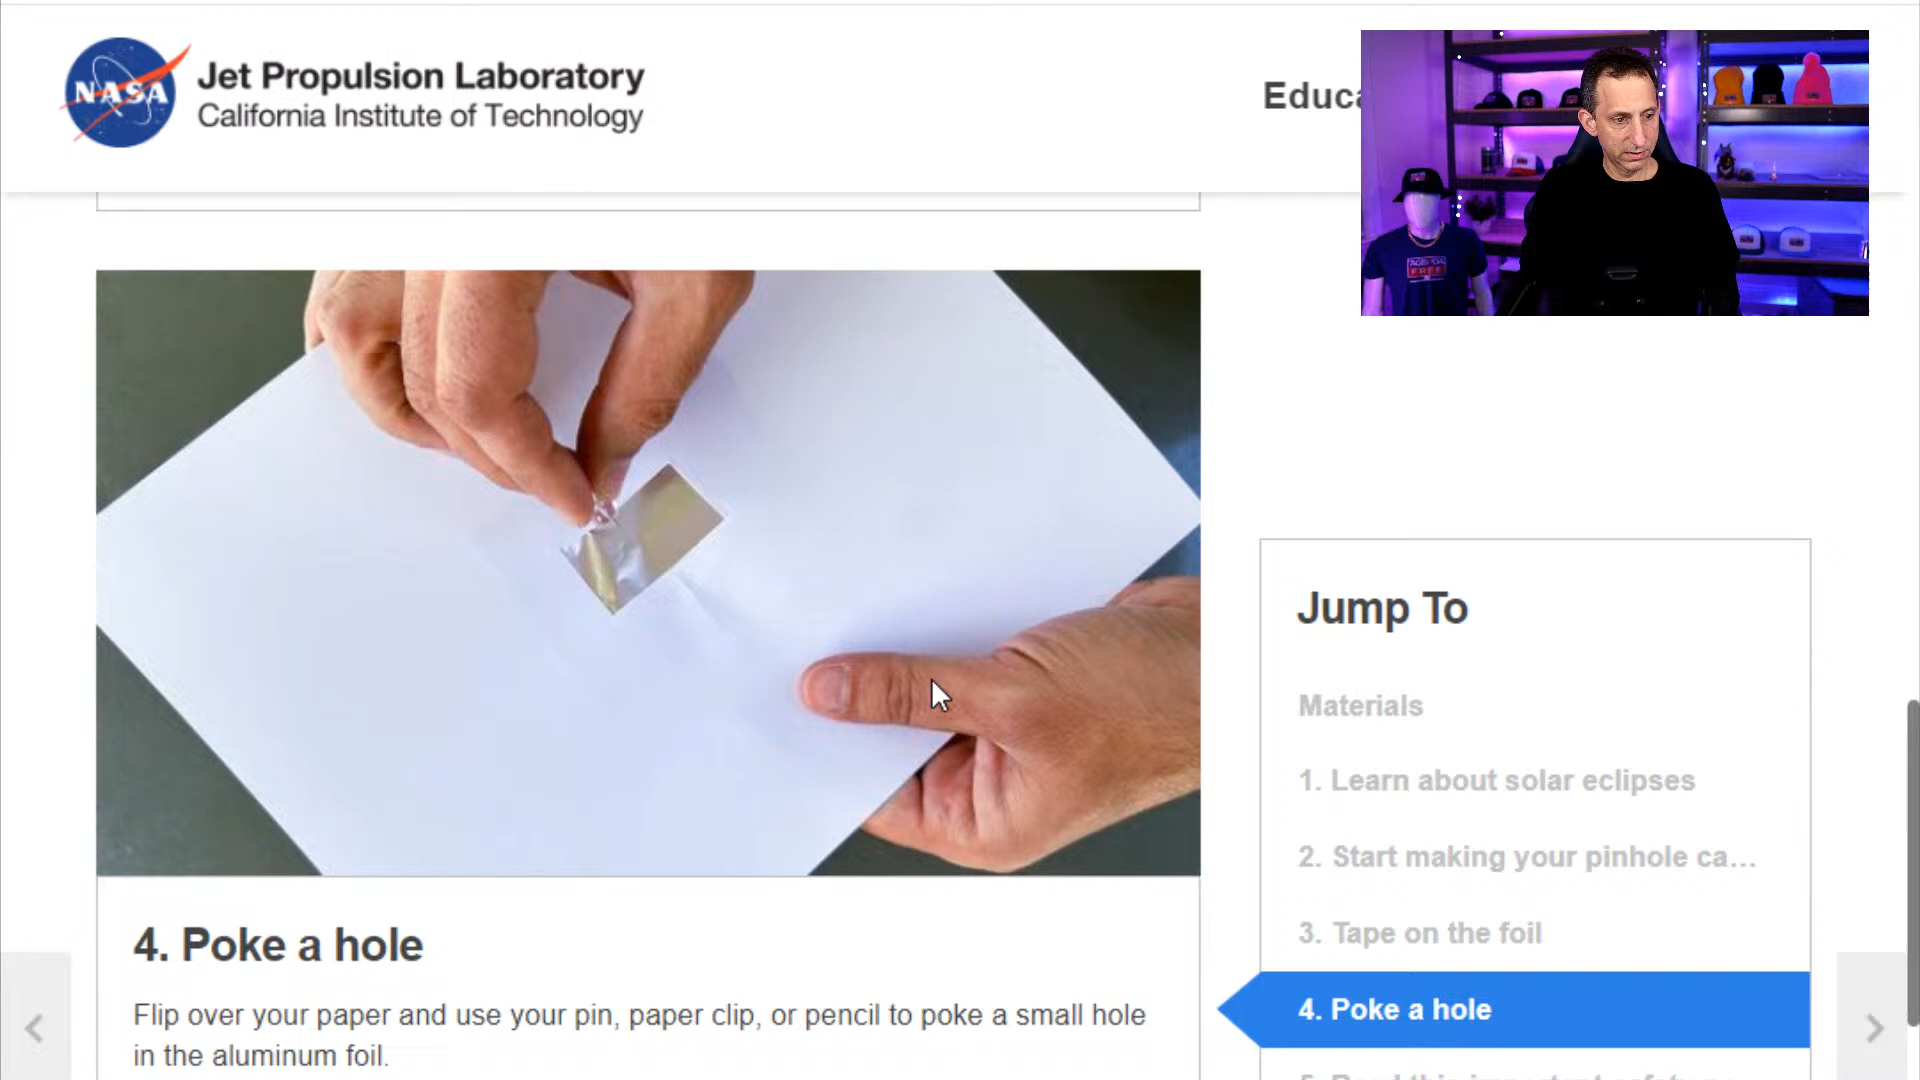 NASA
Jet Propulsion Laboratory
California Institute of Technology
Educa
AGENDA
FREE
4. Poke a hole
Flip over your paper and use your pin, paper clip, or pencil to poke a small hole
in the aluminum foil.
Jump To
Materials
1. Learn about solar eclipses
2. Start making your pinhole ca...
3. Tape on the foil
4. Poke a hole